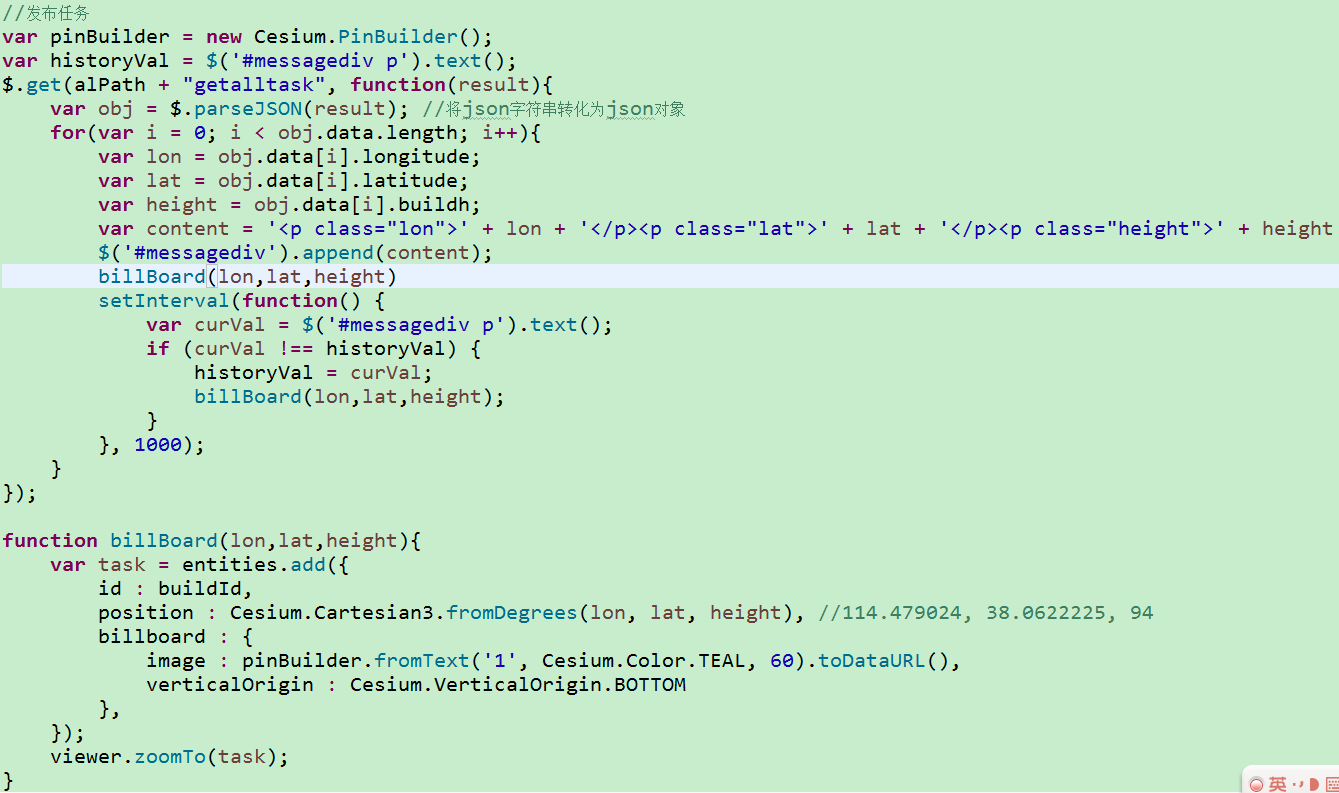 //发布任务
var pinBuilder = new Cesium.PinBuilder();
var historyVal = $('#messagediv p').text();
$.get(alPath + "getalltask", function(result){
    var obj = $.parseJSON(result); //将json字符串转化为json对象
    for(var i = 0; i < obj.data.length; i++){
        var lon = obj.data[i].longitude;
        var lat = obj.data[i].latitude;
        var height = obj.data[i].buildh;
        var content = '<p class="lon">' + lon + '</p><p class="lat">' + lat + '</p><p class="height">' + height
        $('#messagediv').append(content);
        billBoard(lon,lat,height)
        setInterval(function() {
            var curVal = $('#messagediv p').text();
            if (curVal !== historyVal) {
                historyVal = curVal;
                billBoard(lon,lat,height);
            }
        }, 1000);
    }
});

function billBoard(lon,lat,height){
    var task = entities.add({
        id : buildId,
        position : Cesium.Cartesian3.fromDegrees(lon, lat, height), //114.479024, 38.0622225, 94
        billboard : {
            image : pinBuilder.fromText('1', Cesium.Color.TEAL, 60).toDataURL(),
            verticalOrigin : Cesium.VerticalOrigin.BOTTOM
        },
    });
    viewer.zoomTo(task);
}
英